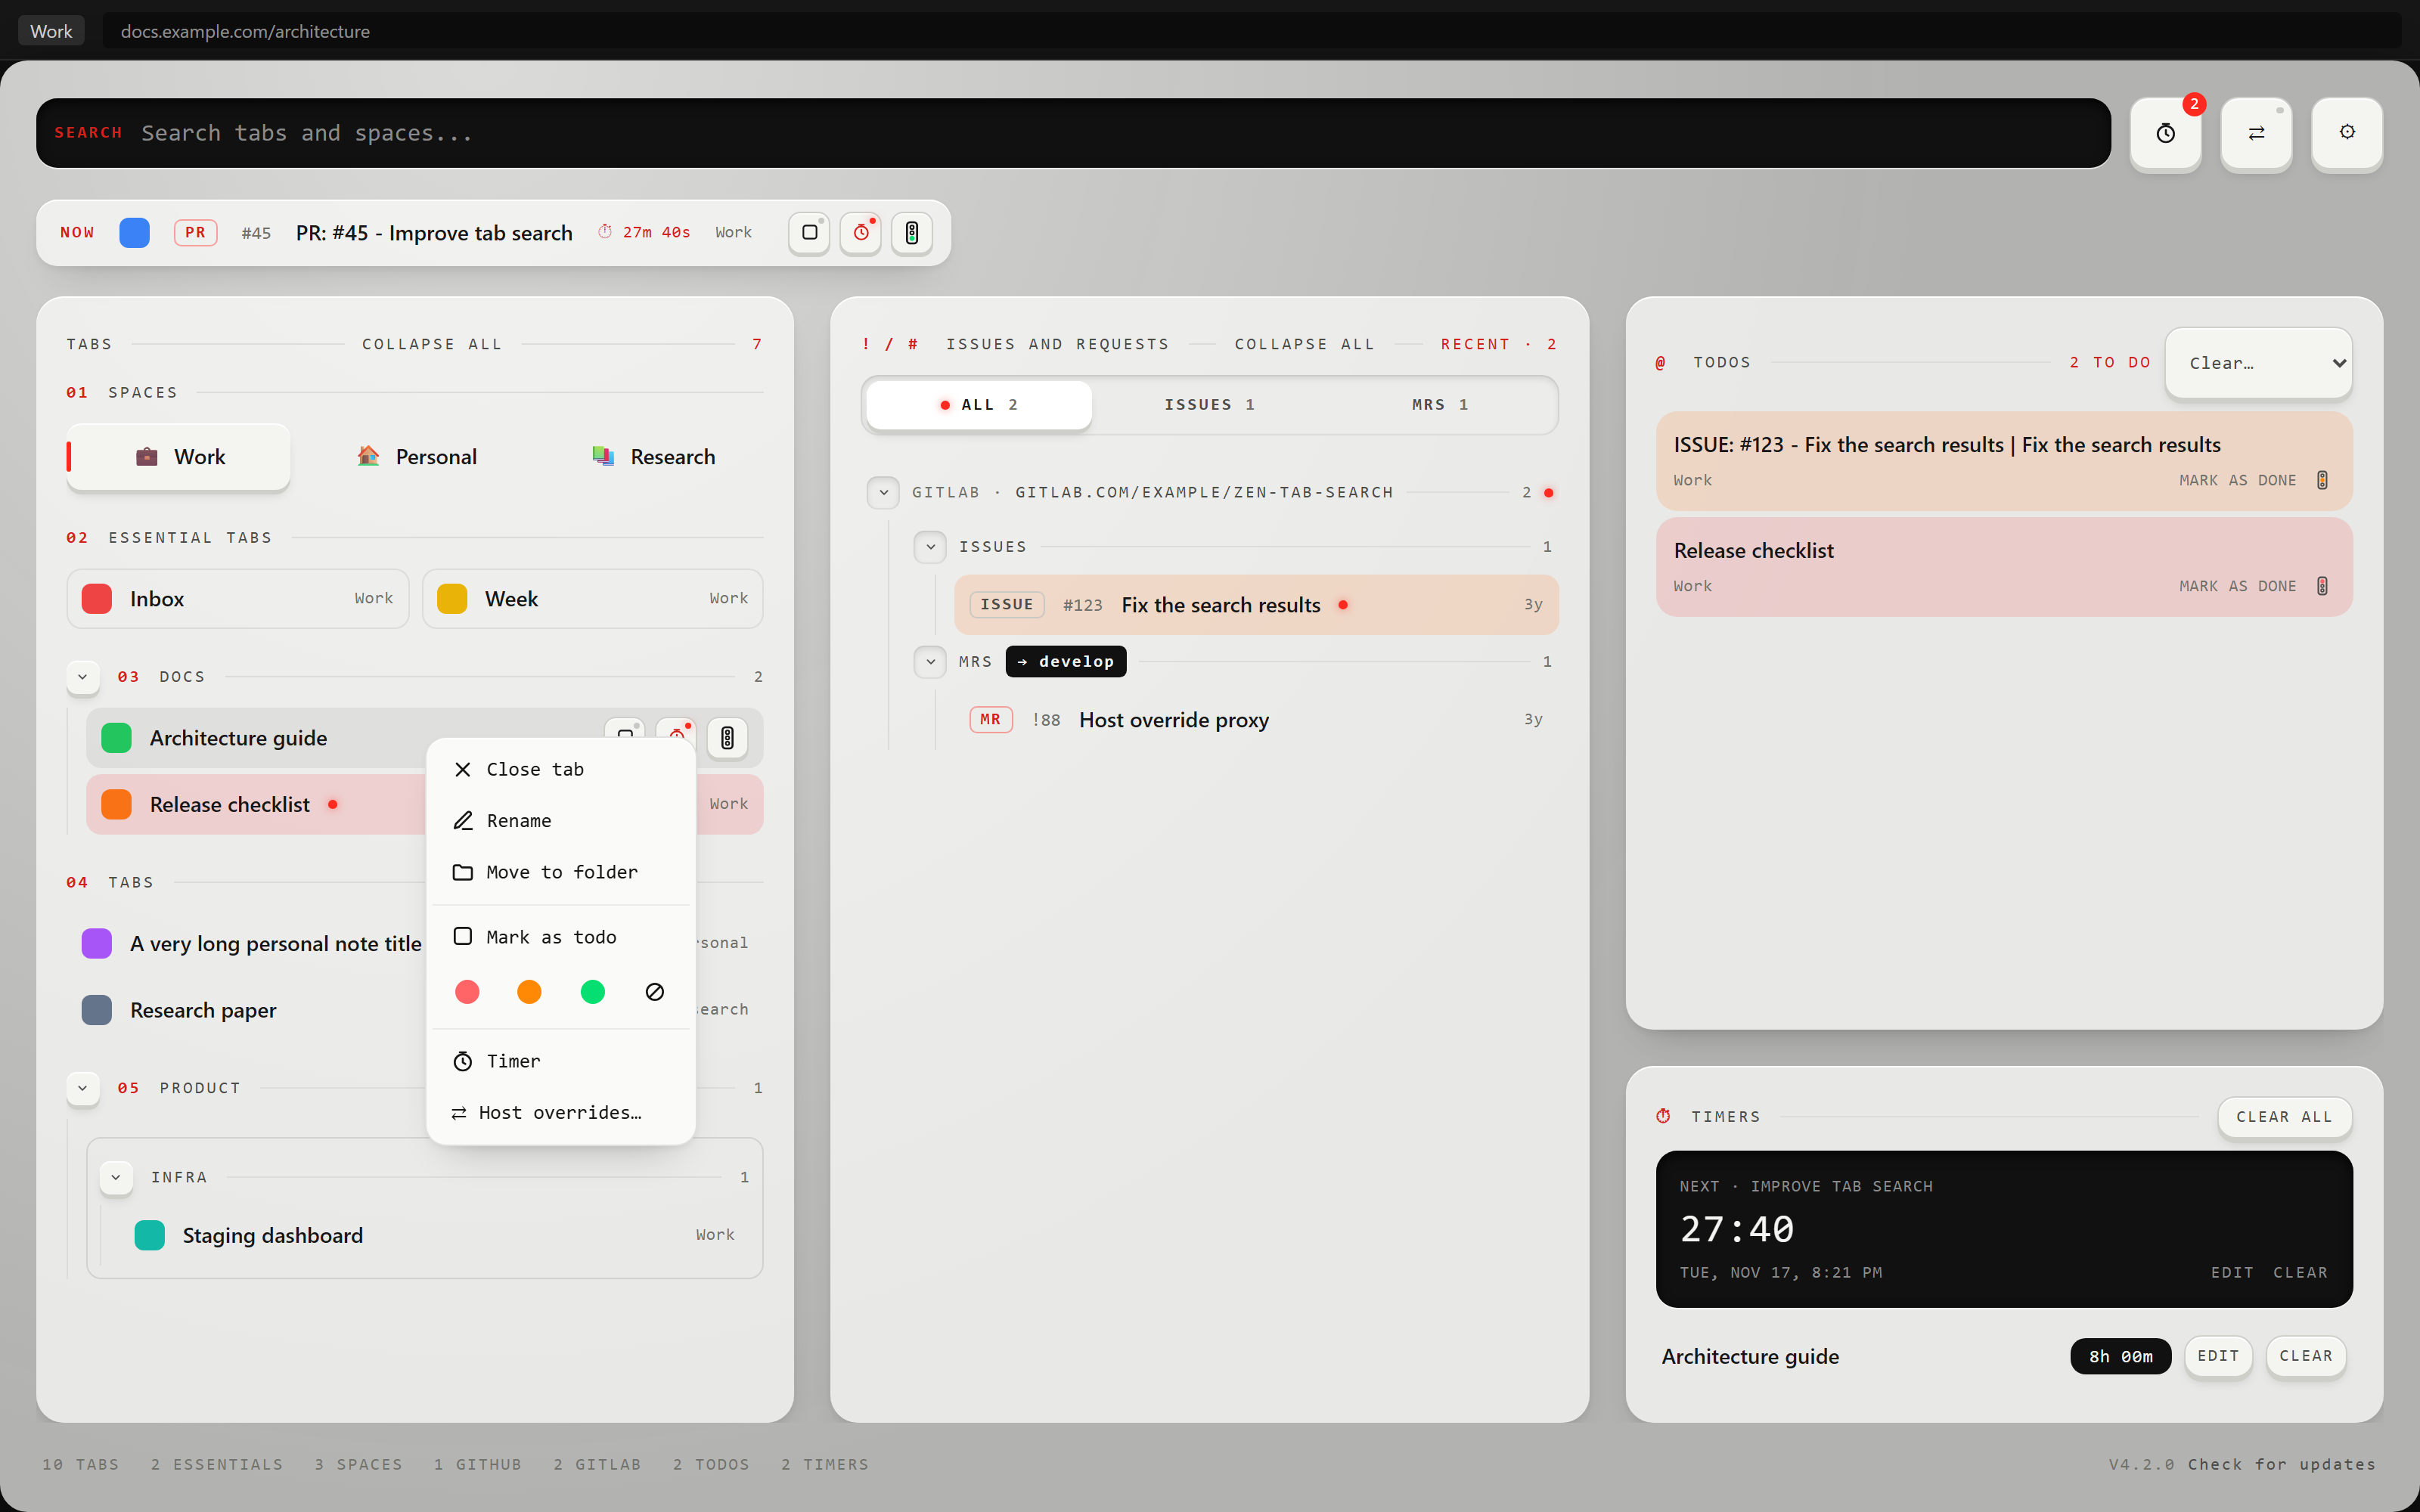 Work docs.example.com/architecture
SEARCH Search tabs and spaces...
2
NOW PR #45 PR: #45 - Improve tab search 27m 40s Work
TABS COLLAPSE ALL 7
01 SPACES
Work Personal Research
02 ESSENTIAL TABS
Inbox Work Week Work
03 DOCS 2
Architecture guide
Release checklist Work
04 TABS
A very long personal note title
Research paper
05 PRODUCT 1
INFRA 1
Staging dashboard Work
Close tab
Rename
Move to folder
Mark as todo
Timer
Host overrides…
! / # ISSUES AND REQUESTS COLLAPSE ALL RECENT · 2
ALL 2 ISSUES 1 MRS 1
GITLAB · GITLAB.COM/EXAMPLE/ZEN-TAB-SEARCH 2
ISSUES 1
ISSUE #123 Fix the search results 3y
MRS → develop 1
MR !88 Host override proxy 3y
@ TODOS 2 TO DO Clear…
ISSUE: #123 - Fix the search results | Fix the search results
Work MARK AS DONE
Release checklist
Work MARK AS DONE
TIMERS CLEAR ALL
NEXT · IMPROVE TAB SEARCH
27:40
TUE, NOV 17, 8:21 PM EDIT CLEAR
Architecture guide 8h 00m EDIT CLEAR
10 TABS 2 ESSENTIALS 3 SPACES 1 GITHUB 2 GITLAB 2 TODOS 2 TIMERS
V4.2.0 Check for updates